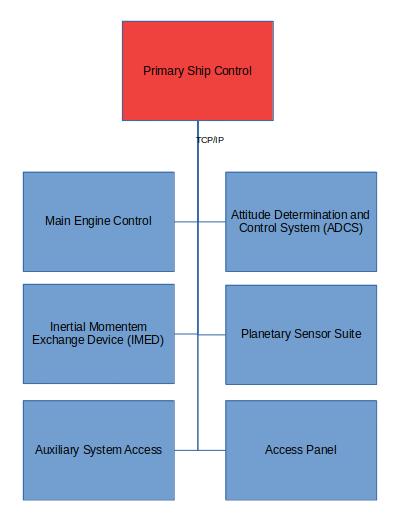 Primary Ship Control
TCP/IP
Main Engine Control
Attitude Determination and
Control System (ADCS)
Inertial Momentem
Exchange Device (IMED)
Planetary Sensor Suite
Auxiliary System Access
Access Panel